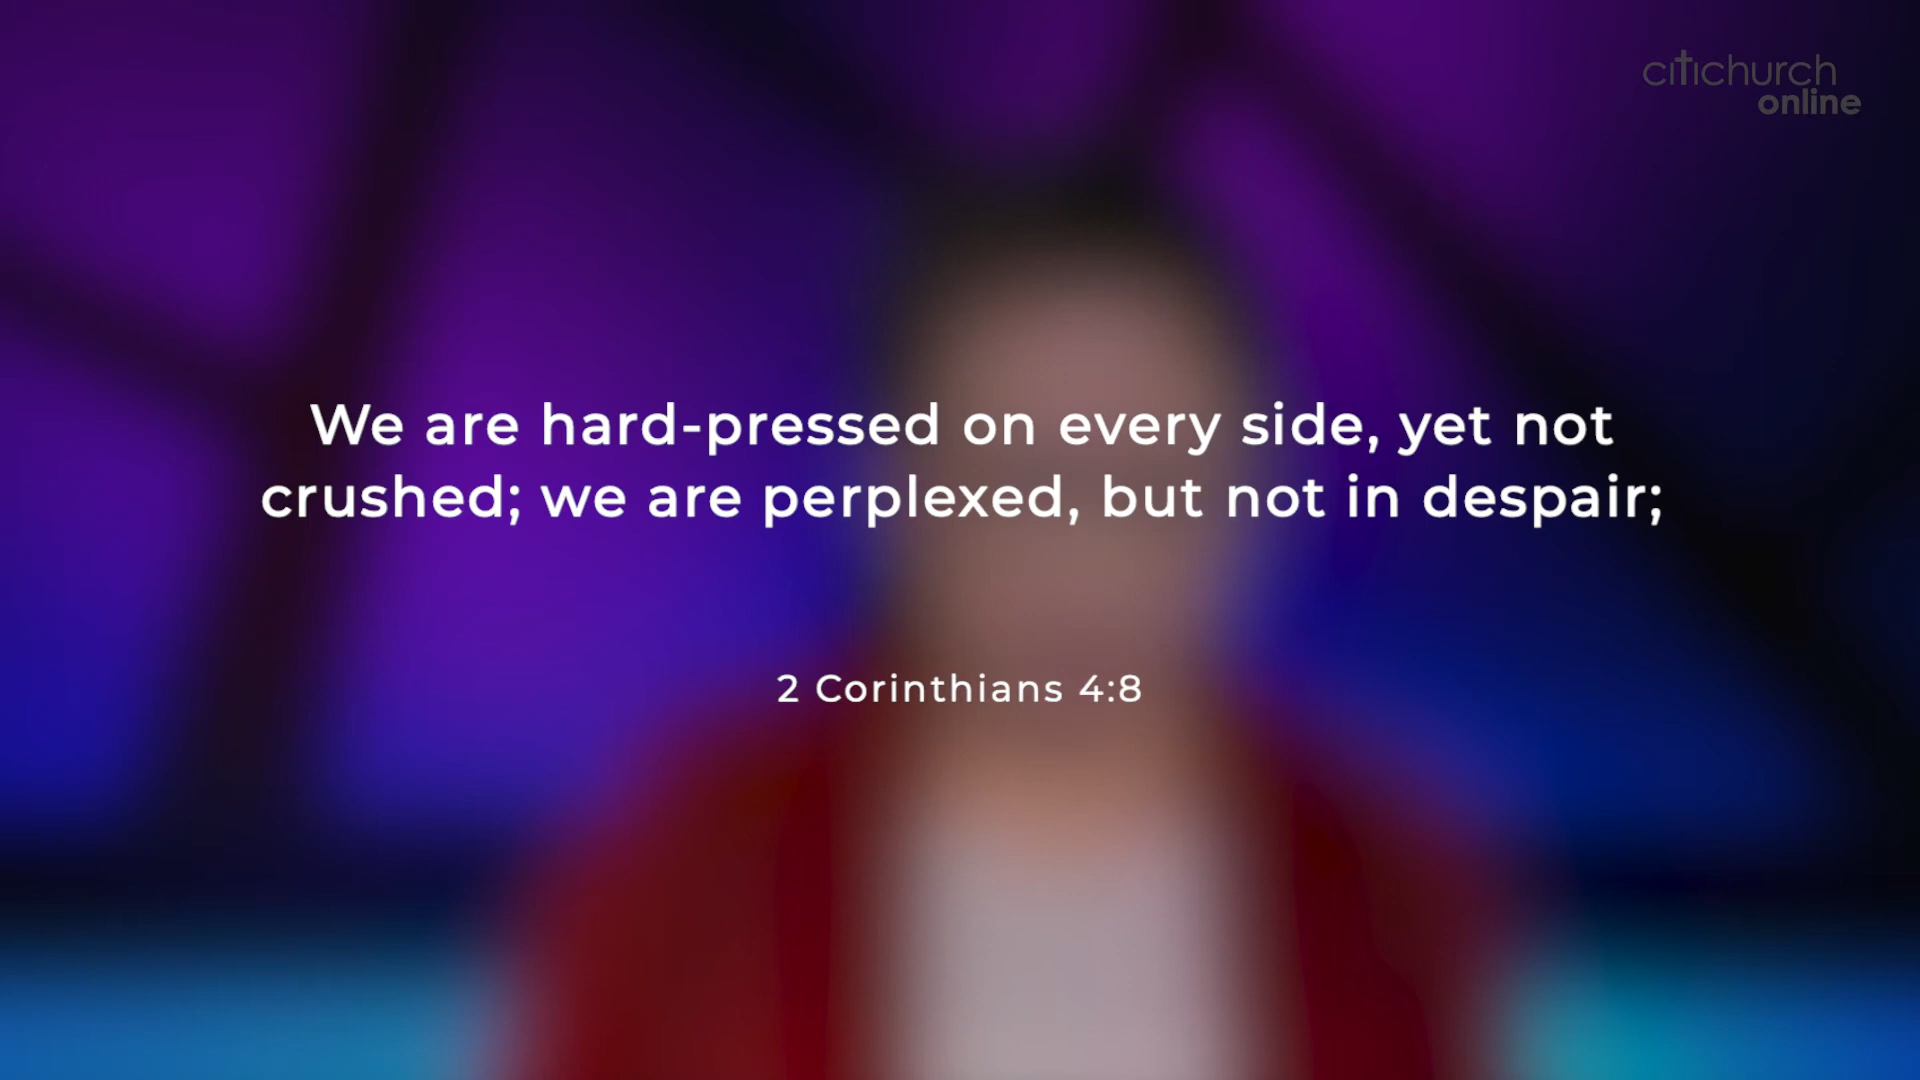 citichurch
online
We are hard-pressed on every side, yet not
crushed; we are perplexed, but not in despair;
2 Corinthians 4:8